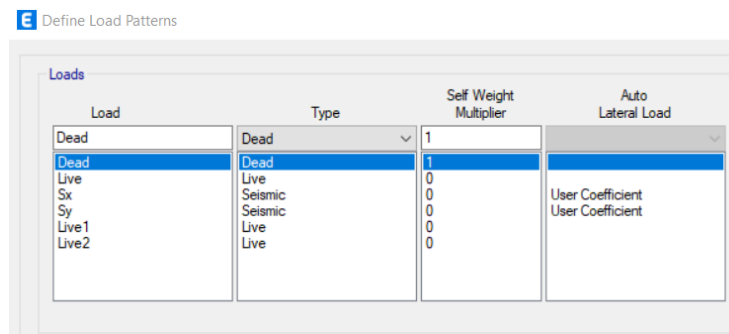 E Define Load Patterns
Loads
Load Type Self Weight Multiplier Auto Lateral Load
Dead Dead 1
Dead Dead 1
Live Live 0
Sx Seismic 0 User Coefficient
Sy Seismic 0 User Coefficient
Live1 Live 0
Live2 Live 0